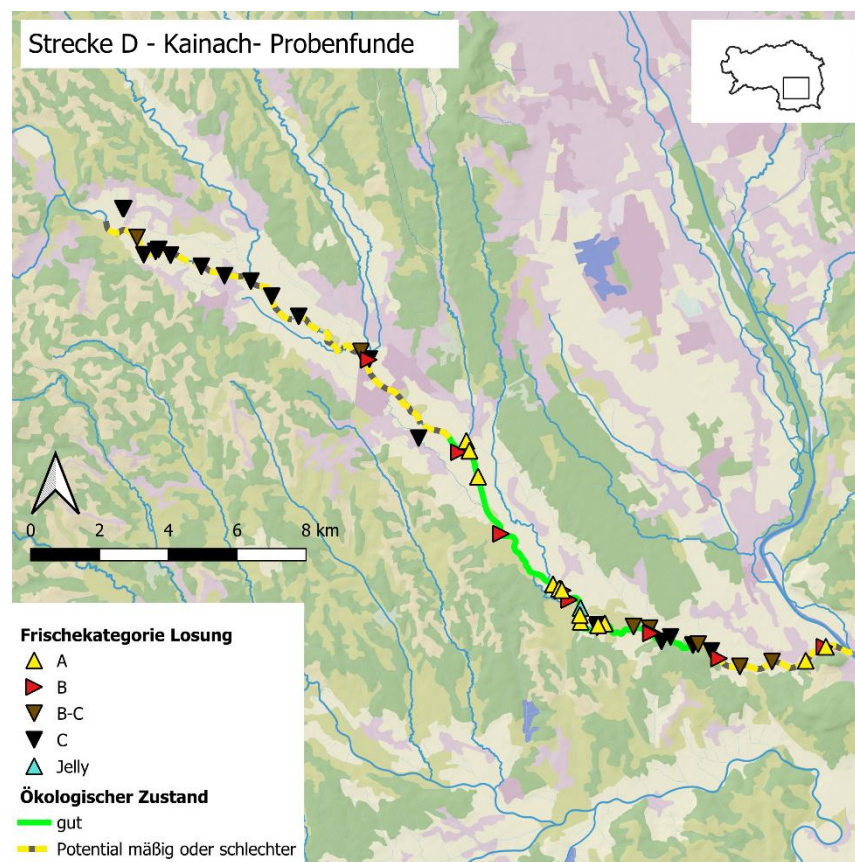 Strecke D - Kainach- Probenfunde
0 2 4 6 8 km
Frischekategorie Losung
A
B
B-C
C
Jelly
Ökologischer Zustand
gut
Potential mäßig oder schlechter